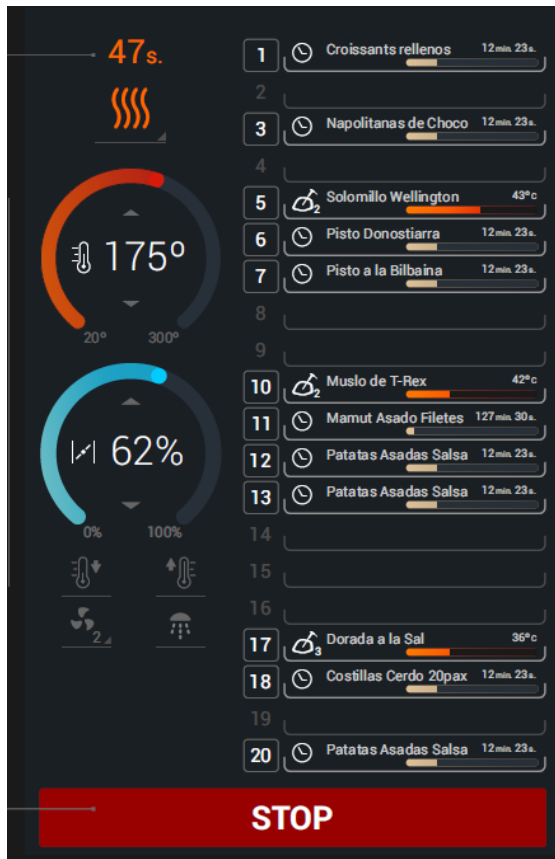 47s.
175º
20º 300º
62%
0% 100%
2
1 Croissants rellenos 12min. 23s.
2
3 Napolitanas de Choco 12min. 23s.
4
5 2 Solomillo Wellington 43ºc
6 Pisto Donostiarra 12min. 23s.
7 Pisto a la Bilbaina 12min. 23s.
8
9
10 2 Muslo de T-Rex 42ºc
11 Mamut Asado Filetes 127min. 30s.
12 Patatas Asadas Salsa 12min. 23s.
13 Patatas Asadas Salsa 12min. 23s.
14
15
16
17 3 Dorada a la Sal 36ºc
18 Costillas Cerdo 20pax 12min. 23s.
19
20 Patatas Asadas Salsa 12min. 23s.
STOP